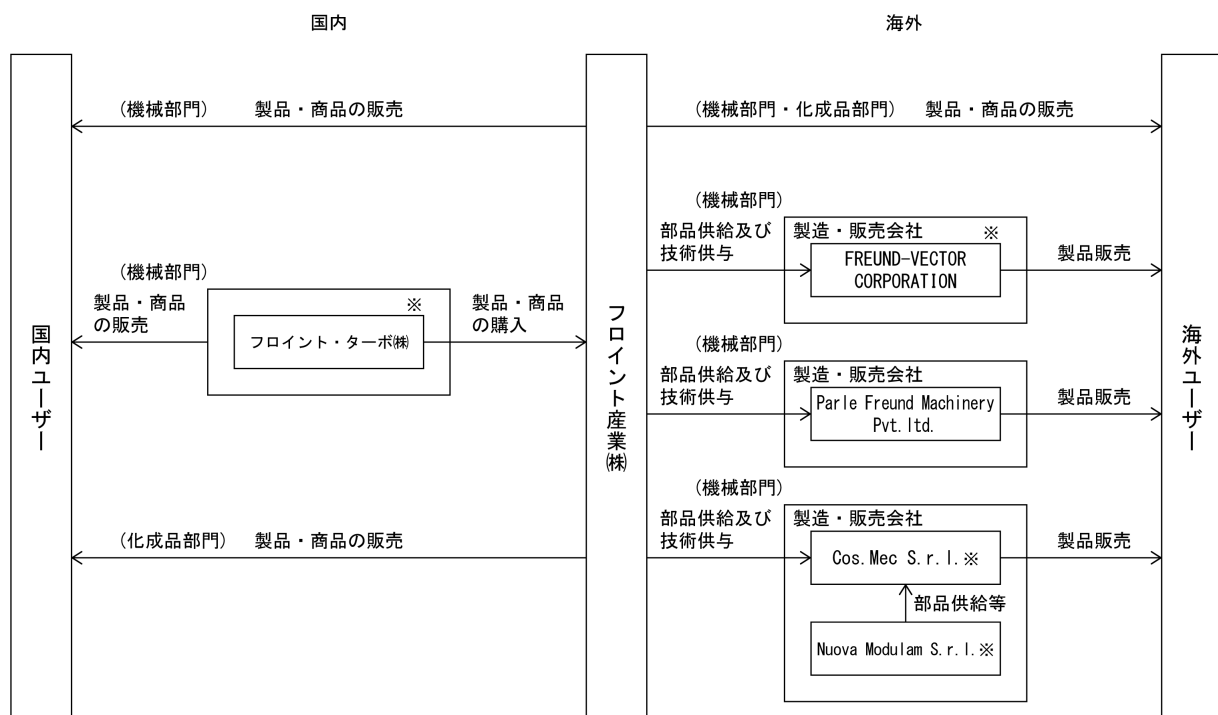 国内
海外
(機械部門) 製品・商品の販売
(機械部門・化成品部門) 製品・商品の販売
(機械部門)
部品供給及び
技術供与
製造・販売会社
※
FREUND-VECTOR
CORPORATION
製品販売
(機械部門)
製品・商品
の販売
※
フロイント・ターボ㈱
製品・商品
の購入
国内ユーザー
フロイント産業㈱
海外ユーザー
(機械部門)
部品供給及び
技術供与
製造・販売会社
Parle Freund Machinery
Pvt.ltd.
製品販売
(機械部門)
部品供給及び
技術供与
製造・販売会社
Cos.Mec S.r.l.※
製品販売
部品供給等
Nuova Modulam S.r.l.※
(化成品部門) 製品・商品の販売